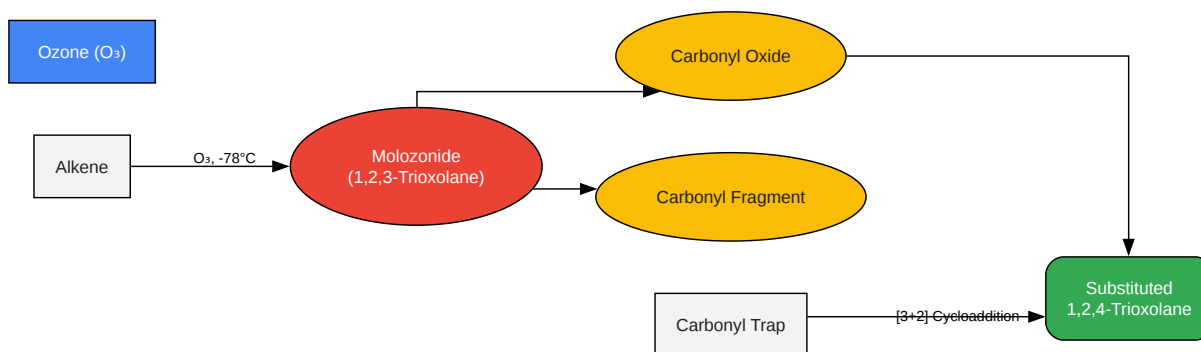 Ozone (O₃)
Carbonyl Oxide
Alkene
O₃, -78°C
Molozonide
(1,2,3-Trioxolane)
Carbonyl Fragment
Carbonyl Trap
[3+2] Cycloaddition
Substituted
1,2,4-Trioxolane